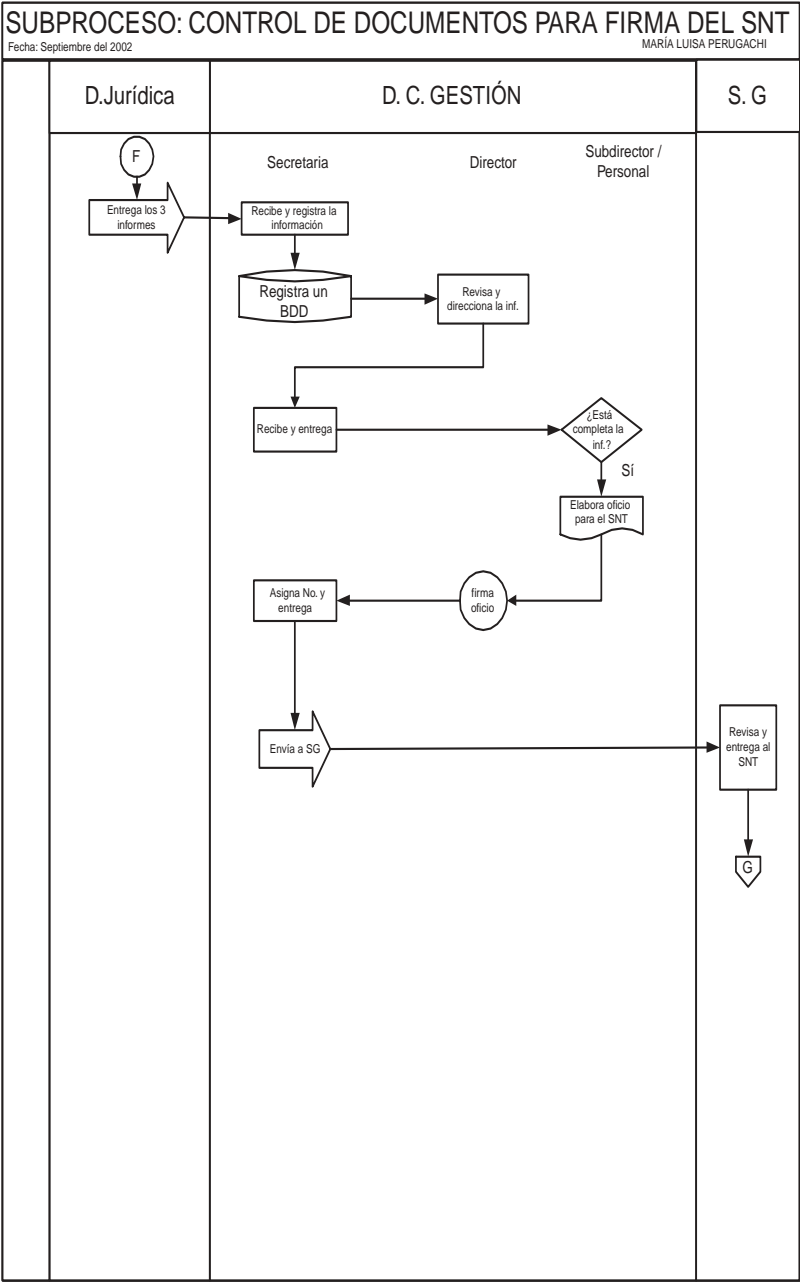 SUBPROCESO: CONTROL DE DOCUMENTOS PARA FIRMA DEL SNT
Fecha: Septiembre del 2002
MARÍA LUISA PERUGACHI
D.Jurídica
D. C. GESTIÓN
S. G
F
Secretaria
Director
Subdirector /
Personal
Entrega los 3
informes
Recibe y registra la
información
Registra un
BDD
Revisa y
direcciona la inf.
Recibe y entrega
¿Está
completa la
inf.?
Sí
Elabora oficio
para el SNT
firma
oficio
Asigna No. y
entrega
Envía a SG
Revisa y
entrega al
SNT
G